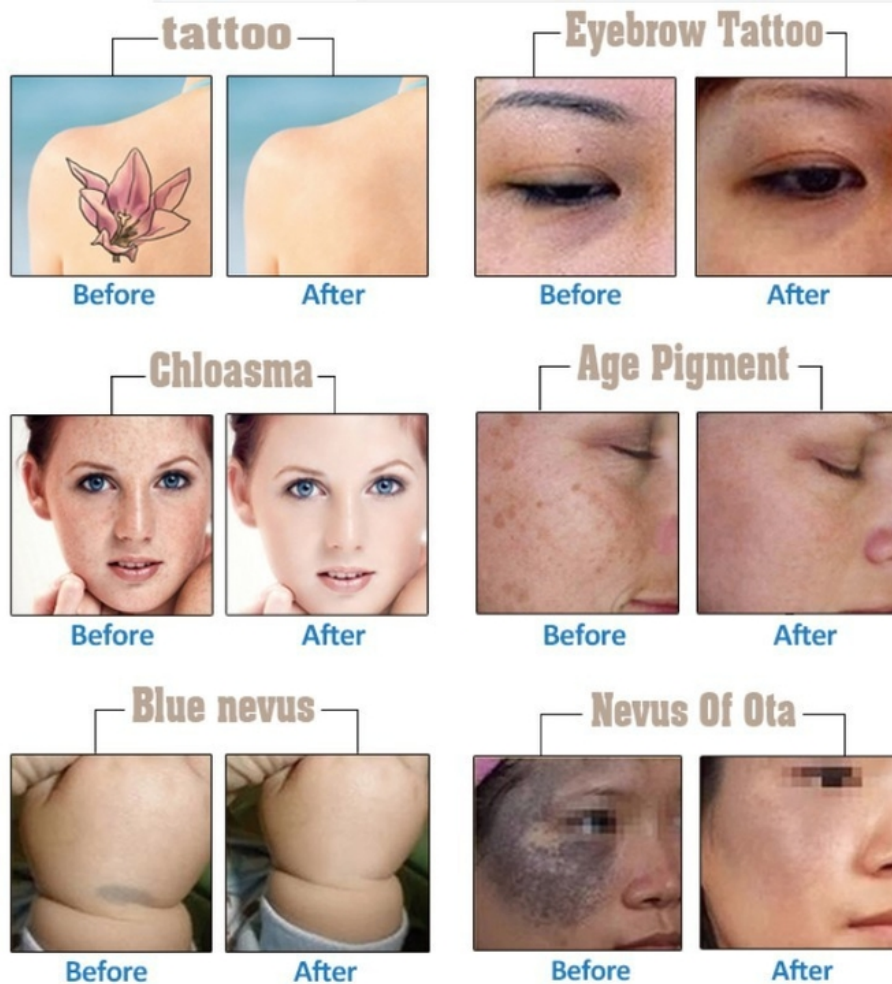 tattoo
Eyebrow Tattoo
Before
After
Before
After
Chloasma
Age Pigment
Before
After
Before
After
Blue nevus
Nevus Of Ota
Before
After
Before
After